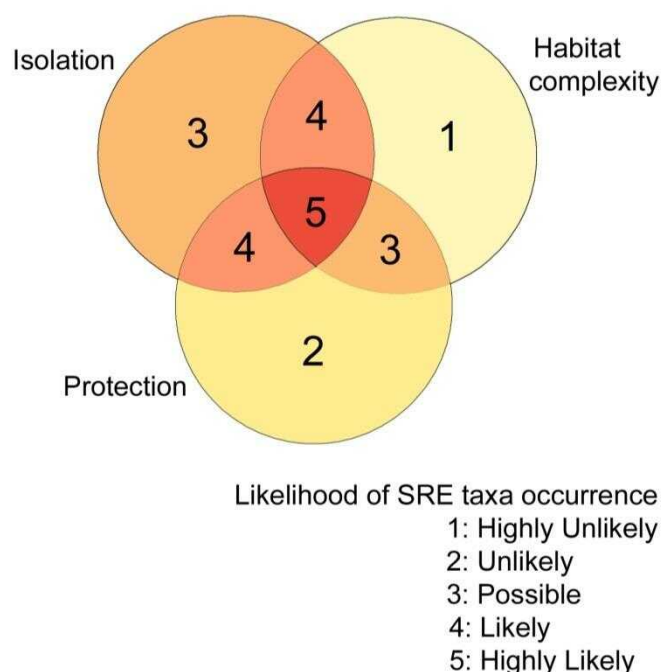 Isolation
Habitat
complexity
3
4
1
5
4
3
2
Protection
Likelihood of SRE taxa occurrence
1: Highly Unlikely
2: Unlikely
3: Possible
4: Likely
5: Highly Likely